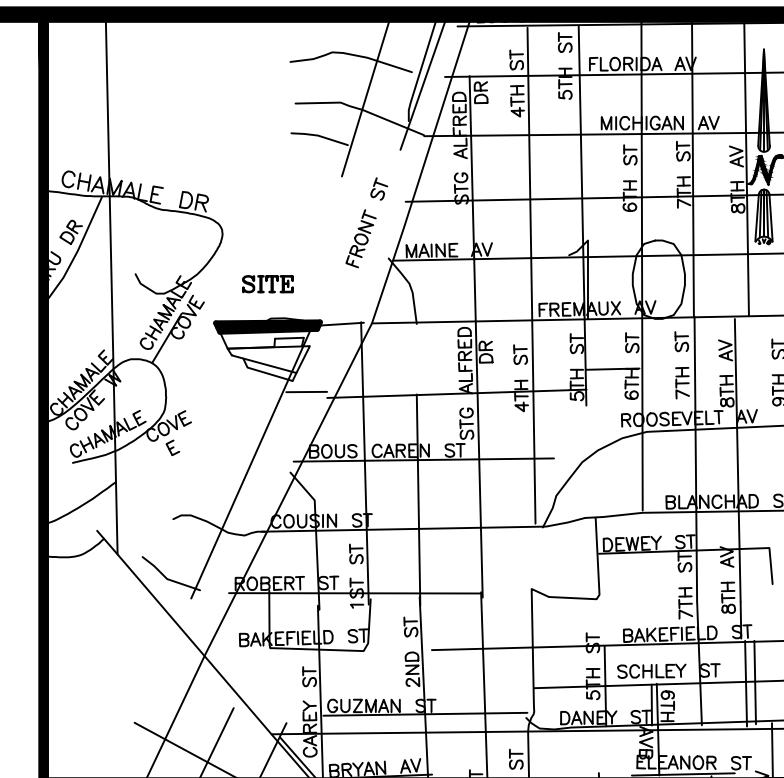 FLORIDA AV
MICHIGAN AV
STG ALFRED
DR
4TH ST
5TH ST
6TH ST
7TH ST
8TH AV
N
CHAMALE DR
RU DR
FRONT ST
MAINE AV
SITE
CHAMALE
COVE
FREMAUX AV
STG ALFRED
DR
4TH ST
5TH ST
6TH ST
7TH ST
8TH AV
9TH ST
CHAMALE
COVE W
CHAMALE
COVE
E
ROOSEVELT AV
BOUS CAREN ST
BLANCHAD S
COUSIN ST
DEWEY ST
ROBERT ST
1ST ST
7TH ST
8TH AV
BAKEFIELD ST
2ND ST
BAKEFIELD ST
5TH ST
SCHLEY ST
CAREY ST
GUZMAN ST
DANEY ST
9TH
AVE
BRYAN AV
ST
ELEANOR ST